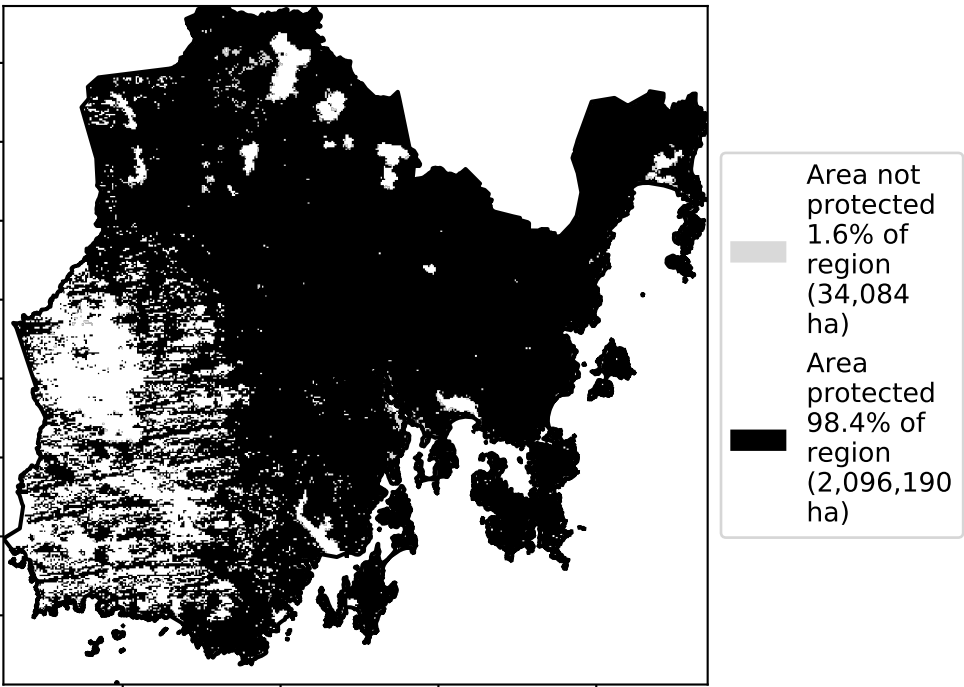 Area not
protected
1.6% of
region
(34,084
ha)
Area
protected
98.4% of
region
(2,096,190
ha)